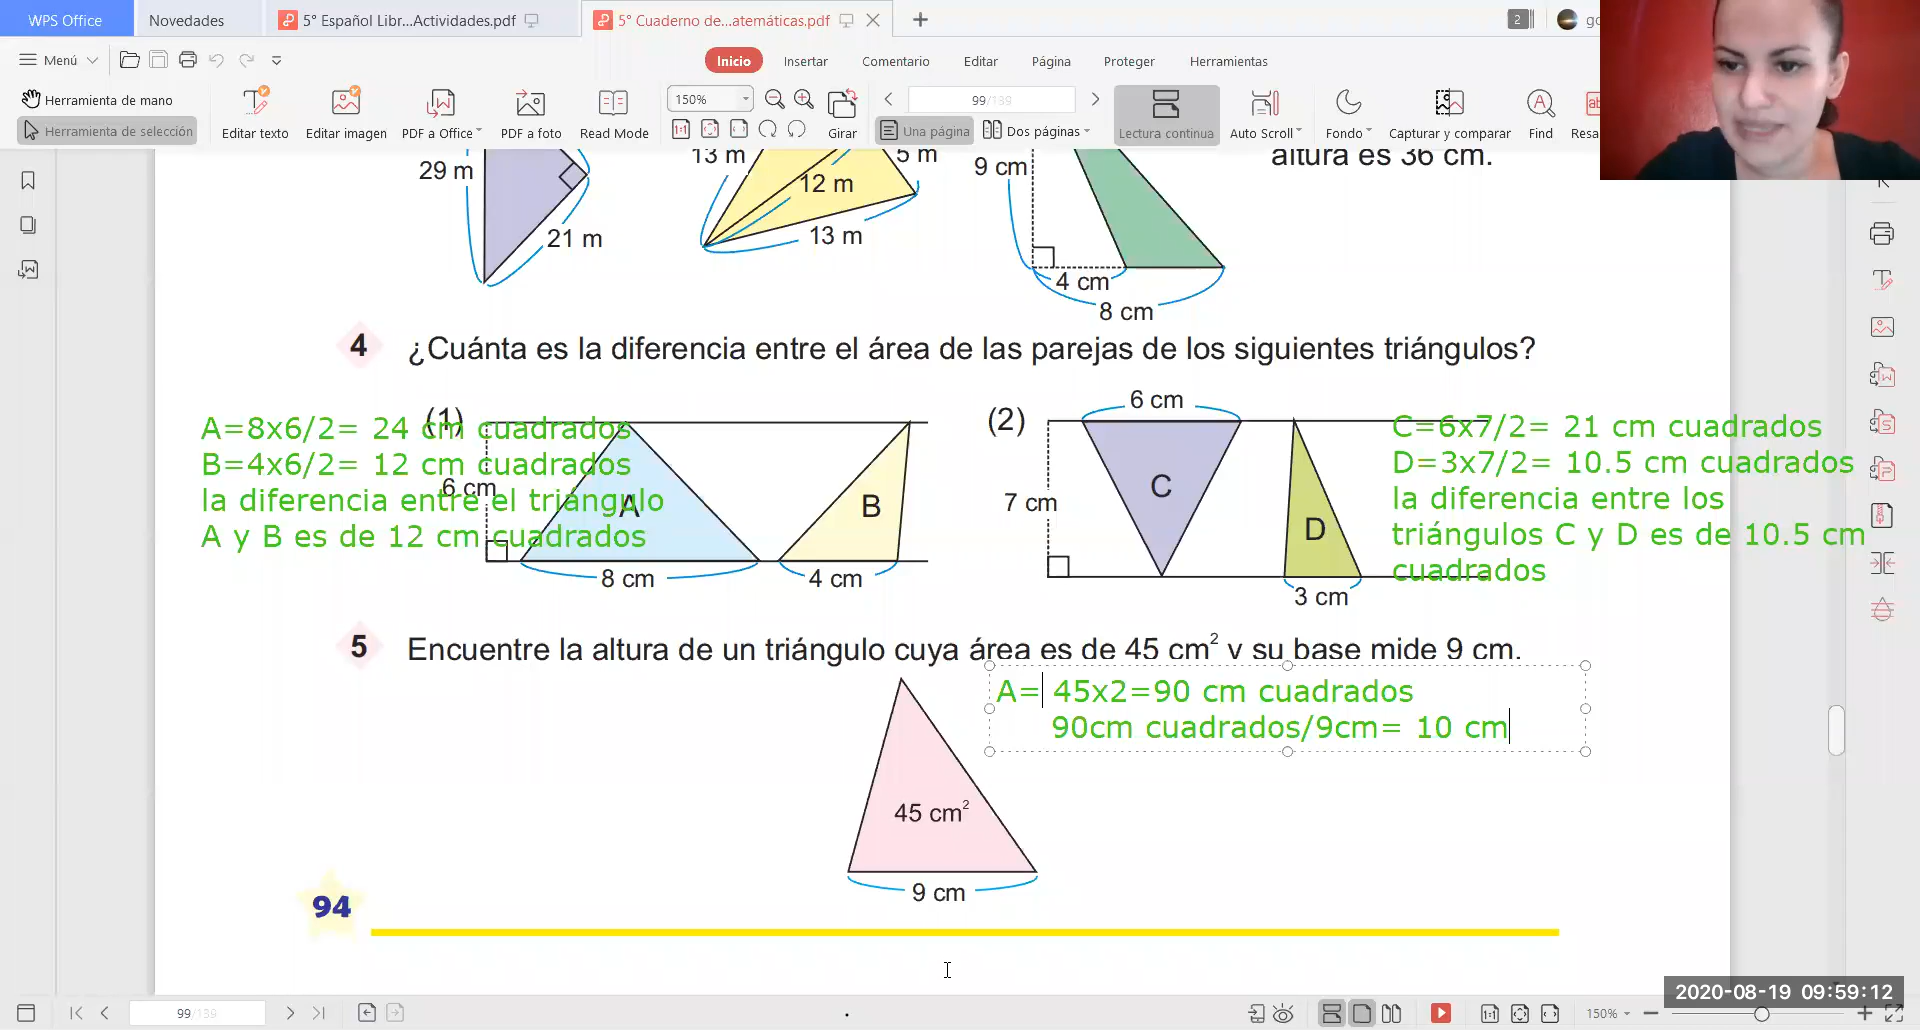 WPS Office
Novedades
5° Español Libr...Actividades.pdf
5° Cuaderno de...atemáticas.pdf
2
Menú
Inicio
Insertar
Comentario
Editar
Página
Proteger
Herramientas
Herramienta de mano
Herramienta de selección
Editar texto
Editar imagen
PDF a Office
PDF a foto
Read Mode
150%
Girar
99/139
Una página
Dos páginas
Lectura continua
Auto Scroll
Fondo
Capturar y comparar
Find
29 m
21 m
13 m
12 m
5 m
13 m
9 cm
4 cm
8 cm
altura es 36 cm.
4 ¿Cuánta es la diferencia entre el área de las parejas de los siguientes triángulos?
(1)
A=8x6/2= 24 cm cuadrados
B=4x6/2= 12 cm cuadrados
la diferencia entre el triángulo
A y B es de 12 cm cuadrados
6 cm
A
B
8 cm
4 cm
(2)
6 cm
7 cm
C
D
3 cm
C=6x7/2= 21 cm cuadrados
D=3x7/2= 10.5 cm cuadrados
la diferencia entre los
triángulos C y D es de 10.5 cm
cuadrados
5 Encuentre la altura de un triángulo cuya área es de 45 cm² y su base mide 9 cm.
A= 45x2=90 cm cuadrados
90cm cuadrados/9cm= 10 cm
45 cm²
9 cm
94
2020-08-19 09:59:12
99/139
150%